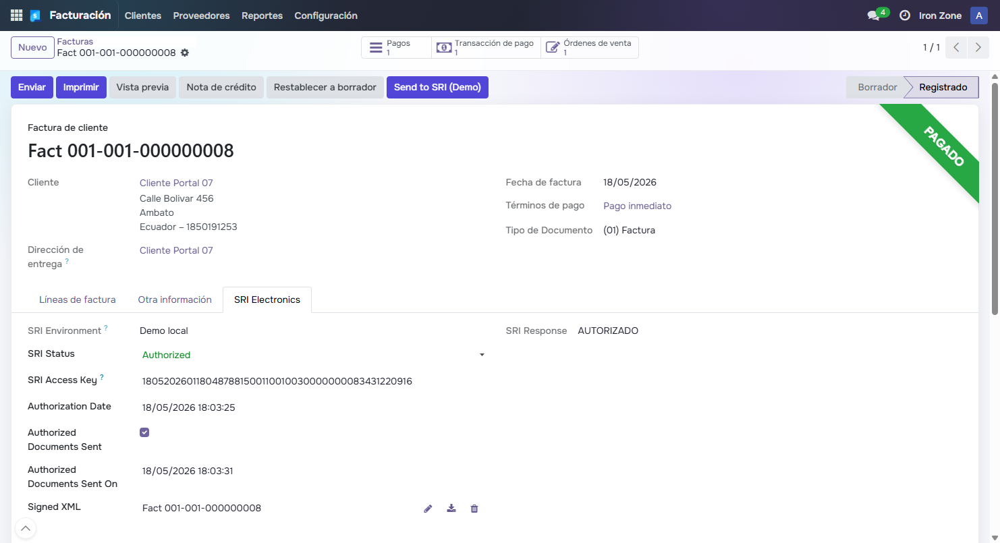 Facturación
Clientes
Proveedores
Reportes
Configuración
4
Iron Zone
A
Nuevo
Facturas
Fact 001-001-000000008
Pagos
1
Transacción de pago
1
Órdenes de venta
1
1 / 1
Enviar
Imprimir
Vista previa
Nota de crédito
Restablecer a borrador
Send to SRI (Demo)
Borrador
Registrado
PAGADO
Factura de cliente
Fact 001-001-000000008
Cliente
Cliente Portal 07
Calle Bolivar 456
Ambato
Ecuador – 1850191253
Dirección de
entrega ?
Cliente Portal 07
Fecha de factura
18/05/2026
Términos de pago
Pago inmediato
Tipo de Documento
(01) Factura
Líneas de factura
Otra información
SRI Electronics
SRI Environment ?
Demo local
SRI Response
AUTORIZADO
SRI Status
Authorized
SRI Access Key ?
1805202601180487881500110010030000000083431220916
Authorization Date
18/05/2026 18:03:25
Authorized
Documents Sent
Authorized
Documents Sent On
18/05/2026 18:03:31
Signed XML
Fact 001-001-000000008